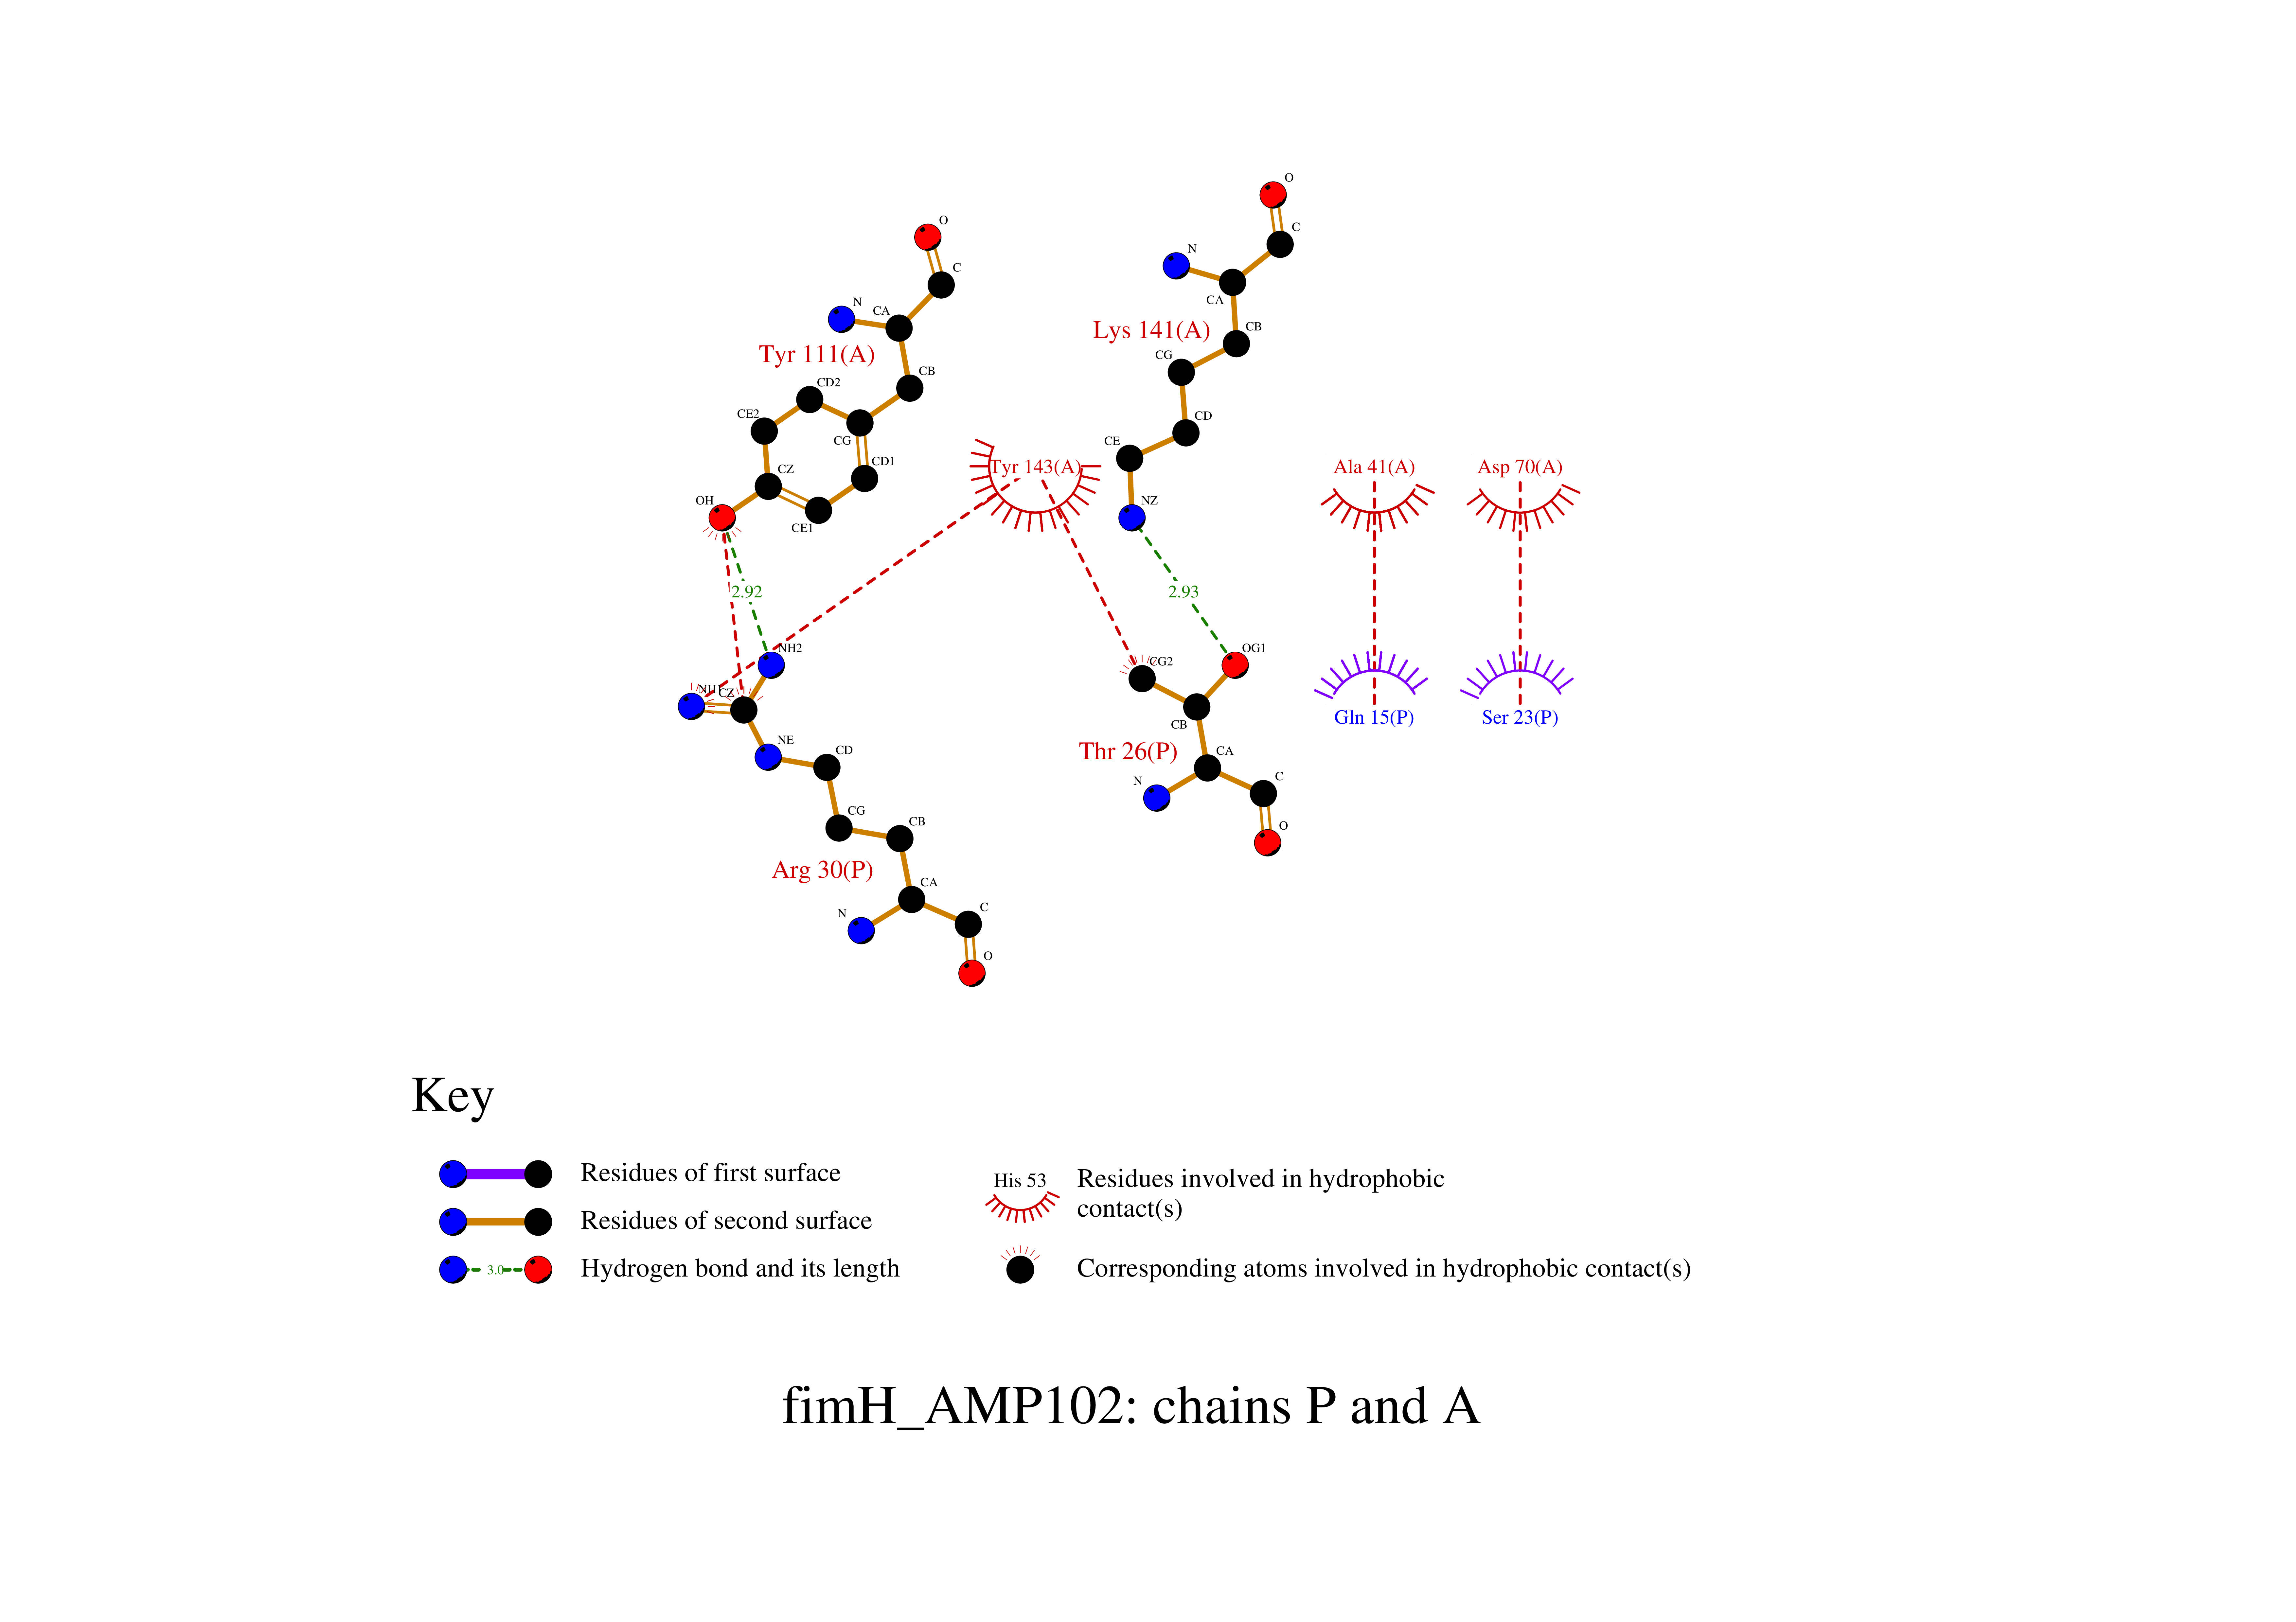 O
C
N
CA
CB
Lys 141(A)
CG
CD
CE
NZ
O
C
N
CA
Tyr 111(A)
CB
CD2
CE2
CG
CD1
CZ
OH
CE1
Tyr 143(A)
Ala 41(A)
Asp 70(A)
2.92
2.93
NH2
NH1
CZ
NE
CD
CG
CB
Arg 30(P)
CA
N
C
O
CG2
OG1
CB
Thr 26(P)
CA
N
C
O
Gln 15(P)
Ser 23(P)
Key
Residues of first surface
Residues of second surface
3.0
Hydrogen bond and its length
His 53
Residues involved in hydrophobic
contact(s)
Corresponding atoms involved in hydrophobic contact(s)
fimH_AMP102: chains P and A